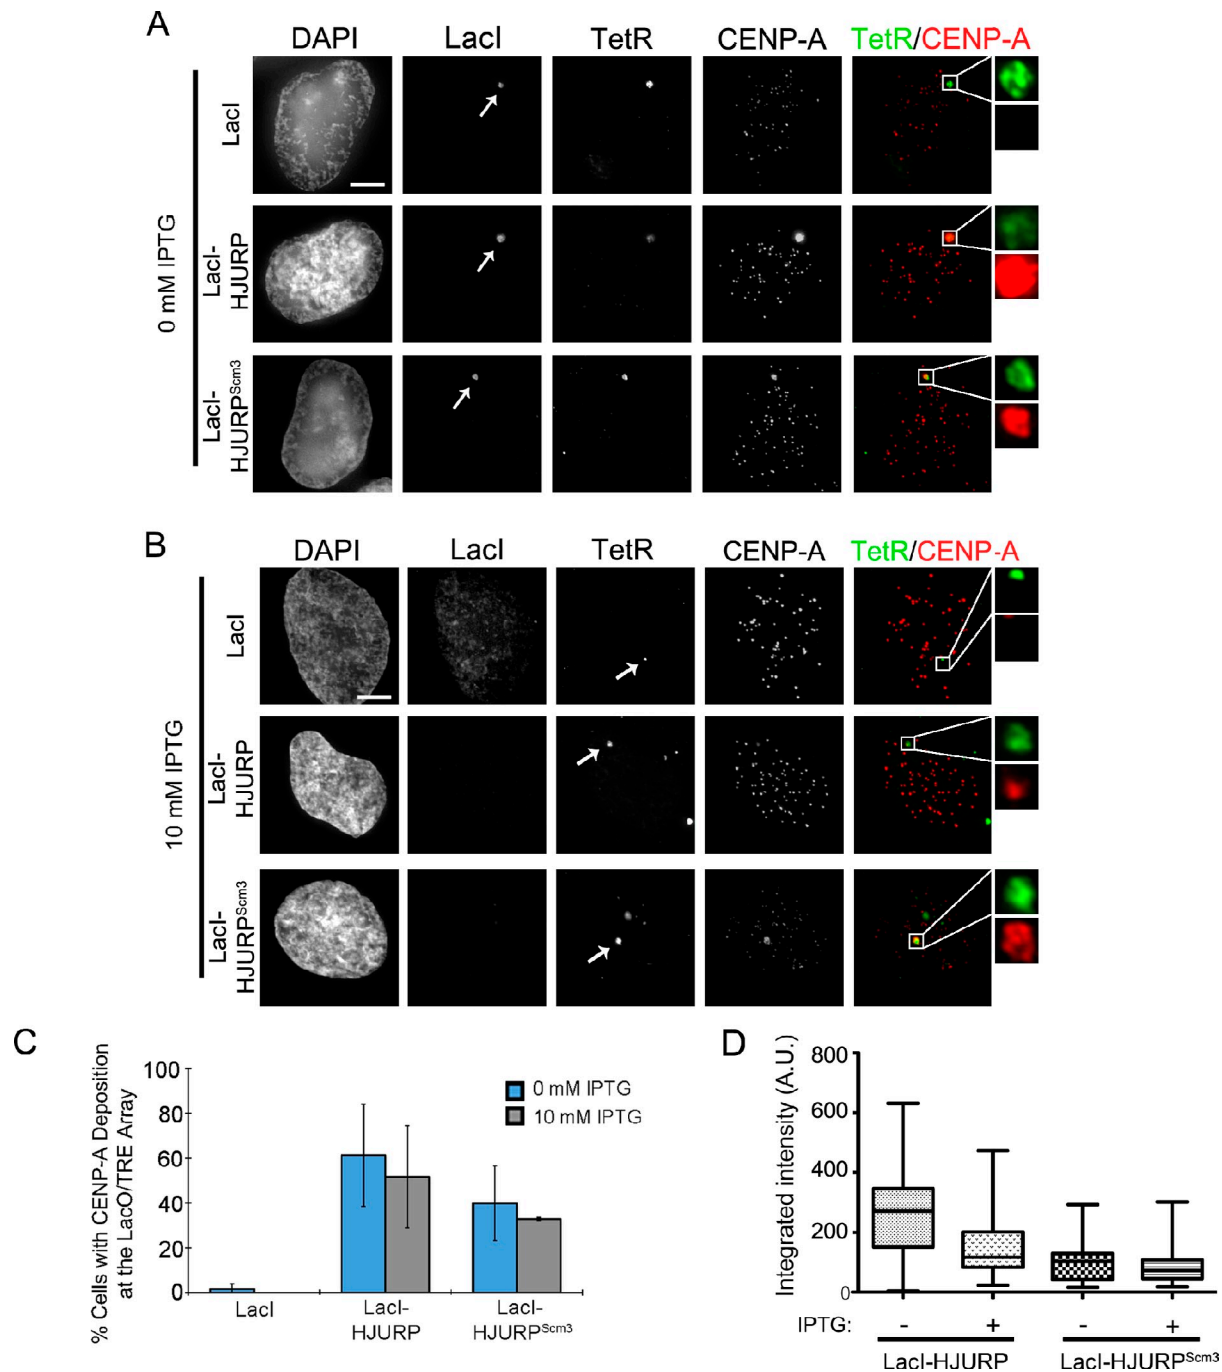 A
DAPI LacI TetR CENP-A TetR/CENP-A
0 mM IPTG
LacI
LacI-
HJURP
LacI-
HJURPScm3
B
DAPI LacI TetR CENP-A TetR/CENP-A
10 mM IPTG
LacI
LacI-
HJURP
LacI-
HJURPScm3
C
% Cells with CENP-A Deposition
at the LacO/TRE Array
100
80
60
40
20
0
0 mM IPTG
10 mM IPTG
LacI
LacI-
HJURP
LacI-
HJURPScm3
D
Integrated intensity (A.U.)
800
600
400
200
0
IPTG: - + - +
LacI-HJURP LacI-HJURPScm3